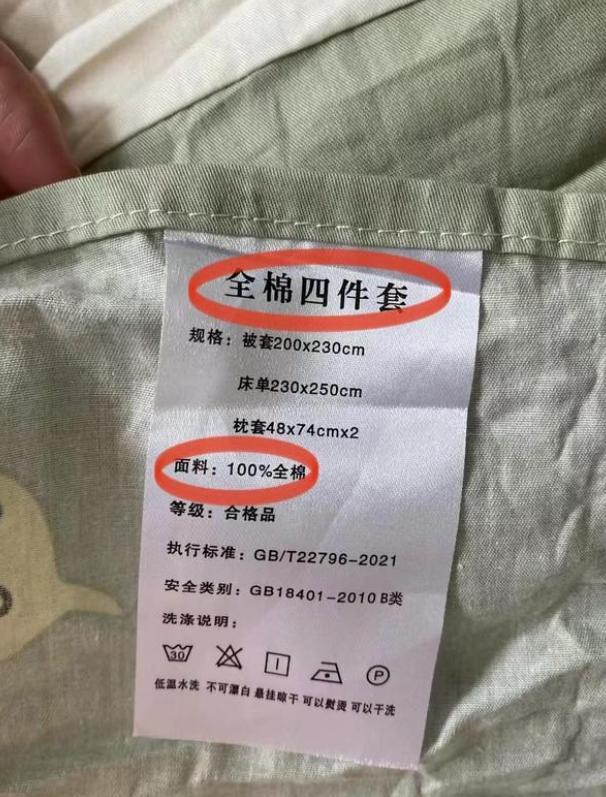 全棉四件套
规格：被套200x230cm
床单230x250cm
枕套48x74cmx2
面料：100%全棉
等级：合格品
执行标准：GB/T22796-2021
安全类别：GB18401-2010 B类
洗涤说明：
30 P
低温水洗 不可漂白 悬挂晾干 可以熨烫 可以干洗